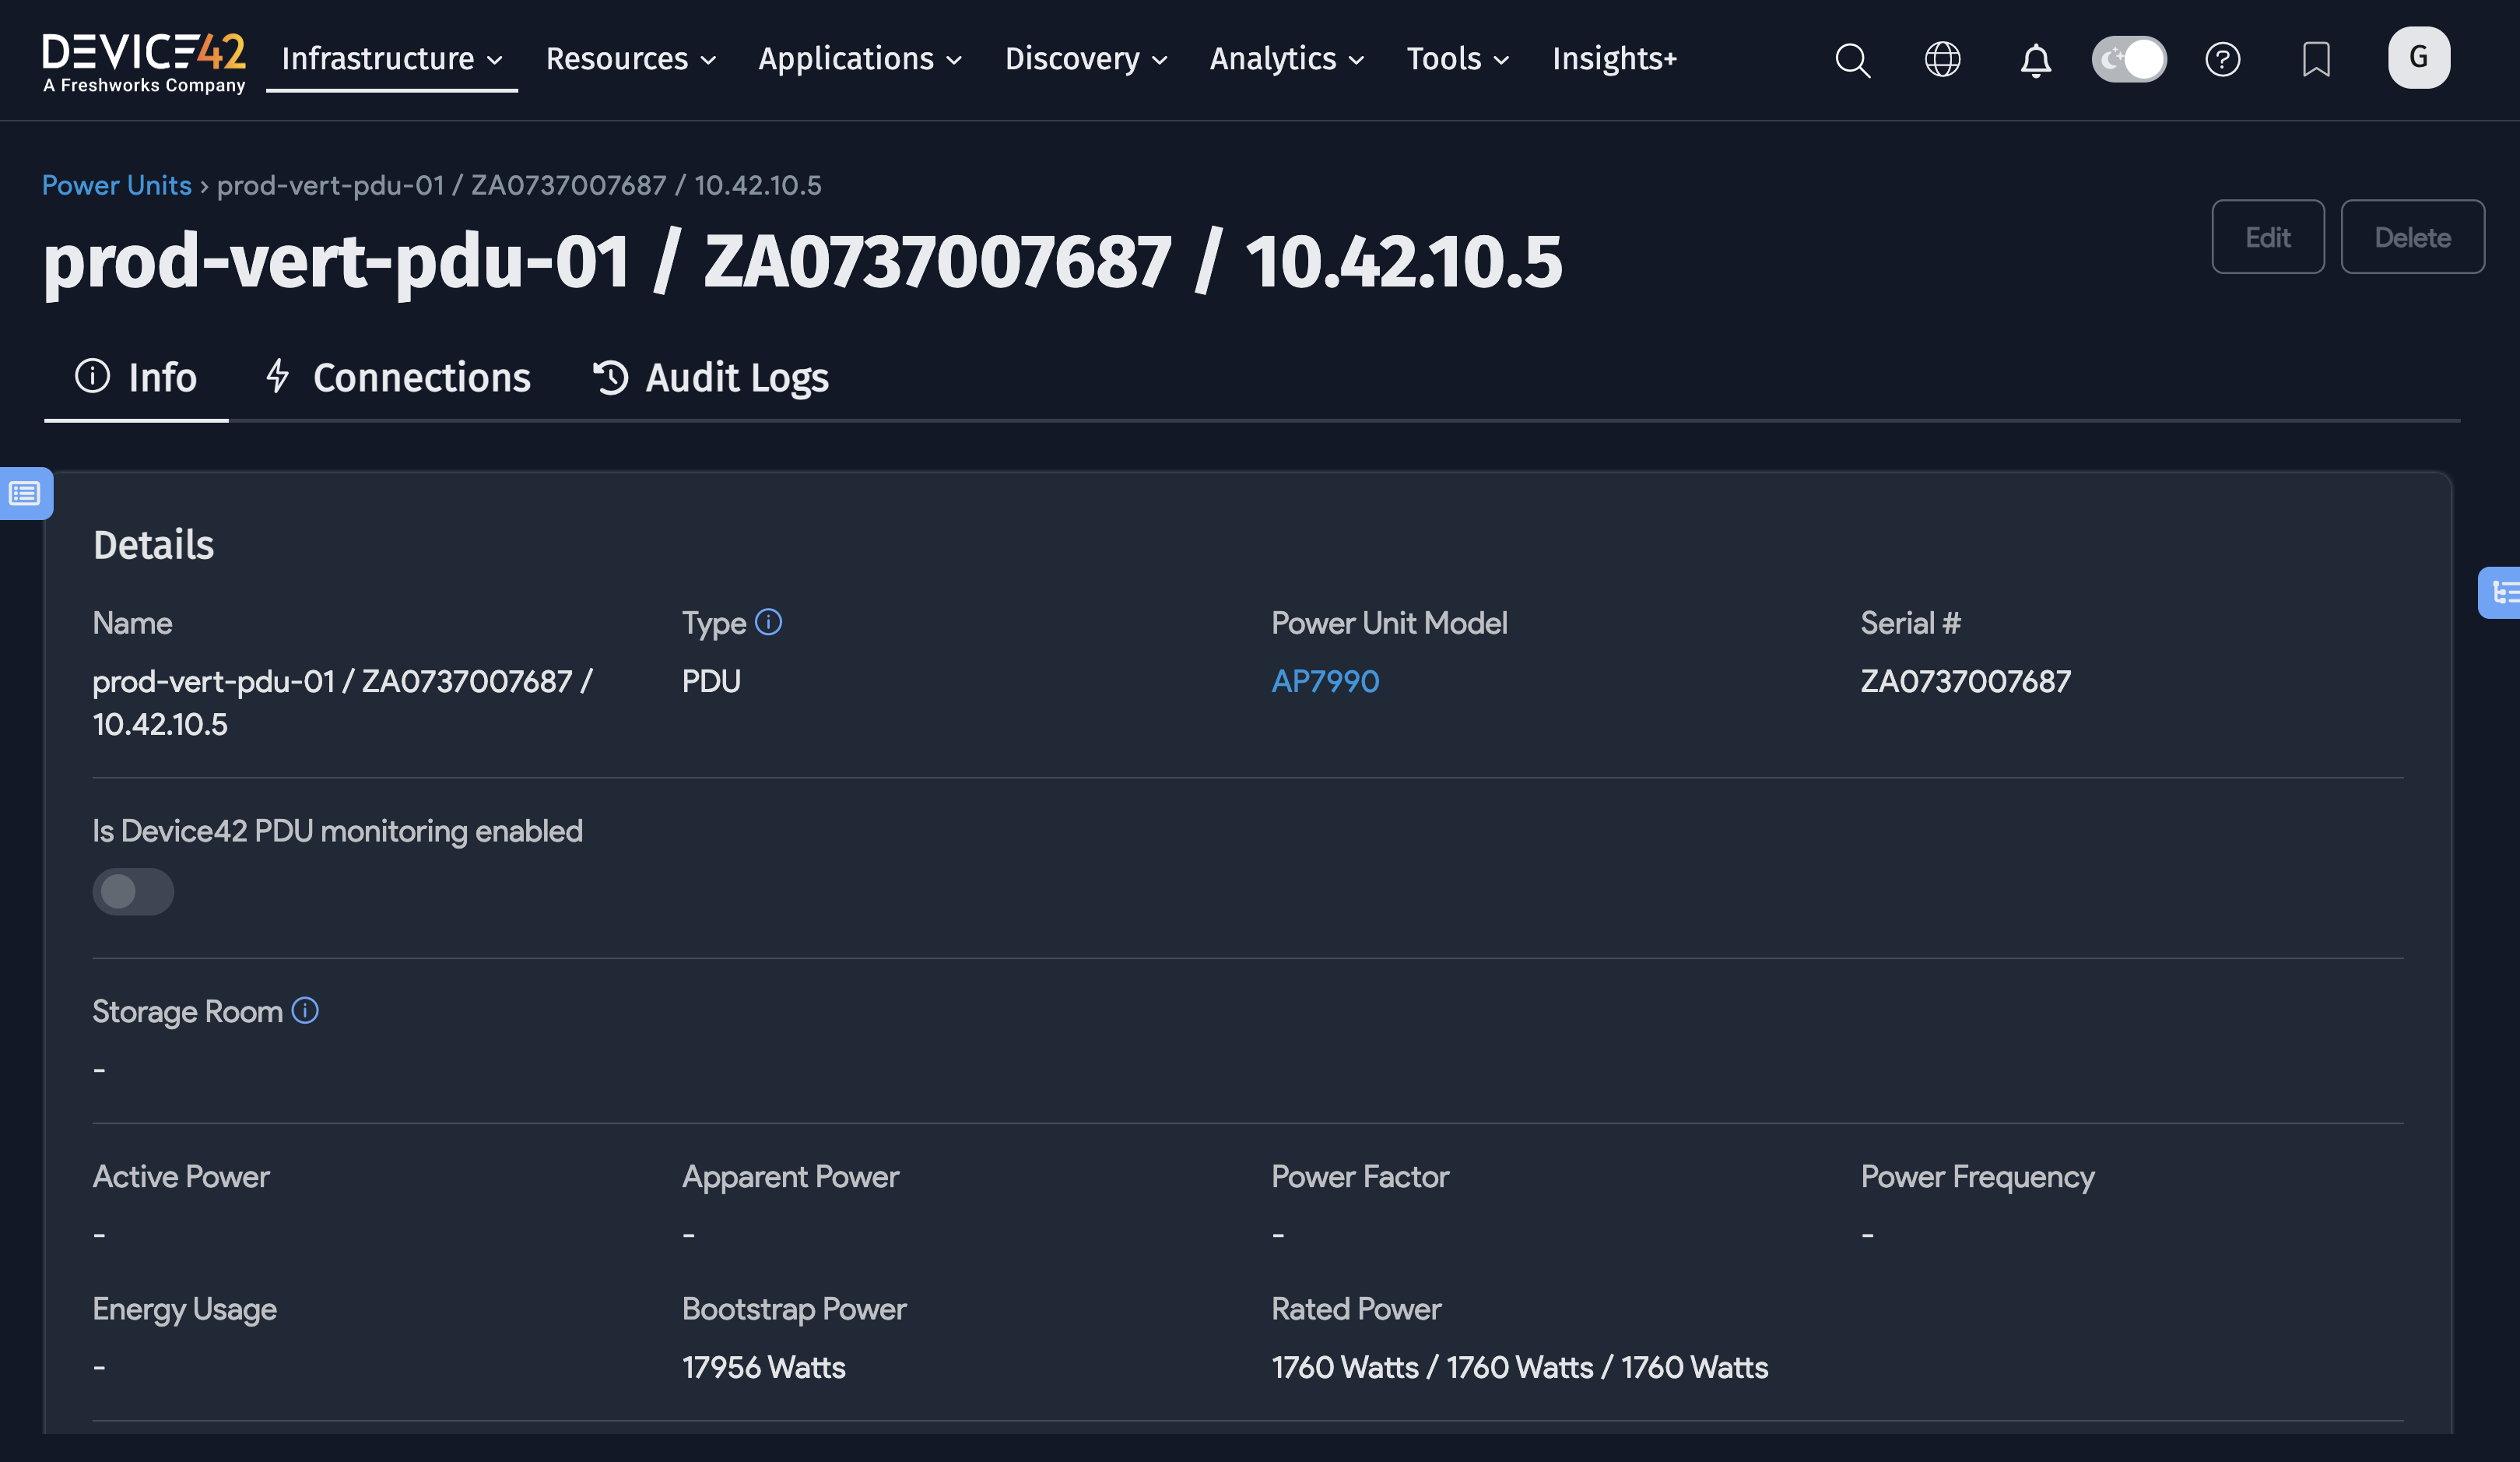 DEVICE42
A Freshworks Company
Infrastructure
Resources
Applications
Discovery
Analytics
Tools
Insights+
G
Power Units › prod-vert-pdu-01 / ZA0737007687 / 10.42.10.5
prod-vert-pdu-01 / ZA0737007687 / 10.42.10.5
Edit
Delete
Info
Connections
Audit Logs
Details
Name
Type
Power Unit Model
Serial #
prod-vert-pdu-01 / ZA0737007687 /
10.42.10.5
PDU
AP7990
ZA0737007687
Is Device42 PDU monitoring enabled
Storage Room
-
Active Power
Apparent Power
Power Factor
Power Frequency
-
-
-
-
Energy Usage
Bootstrap Power
Rated Power
-
17956 Watts
1760 Watts / 1760 Watts / 1760 Watts